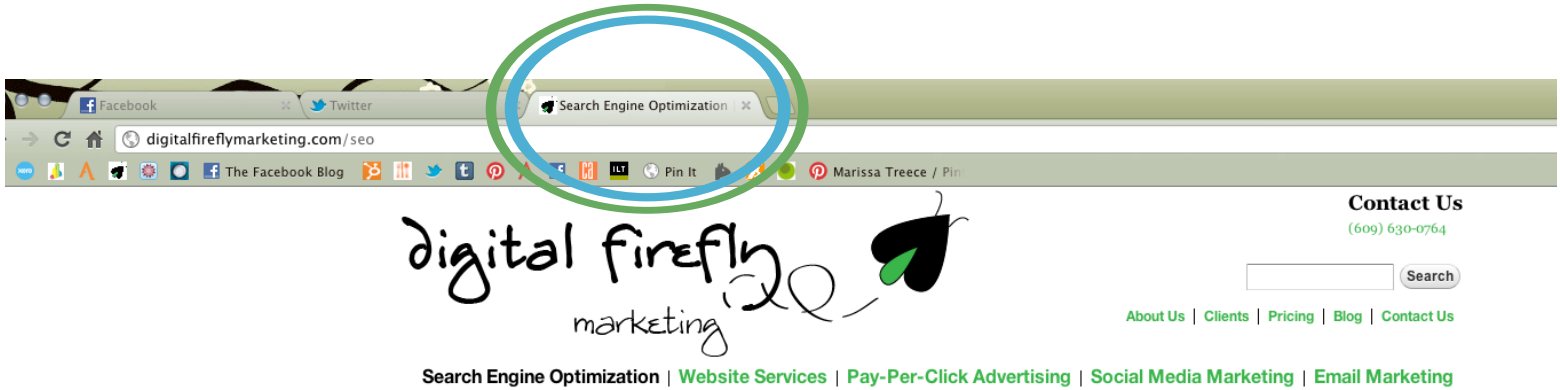 Facebook Twitter Search Engine Optimization
digitalfireflymarketing.com/seo
xero The Facebook Blog ILT Pin It Marissa Treece / Pin
Contact Us
(609) 630-0764
digital firefly
marketing
Search
About Us | Clients | Pricing | Blog | Contact Us
Search Engine Optimization | Website Services | Pay-Per-Click Advertising | Social Media Marketing | Email Marketing